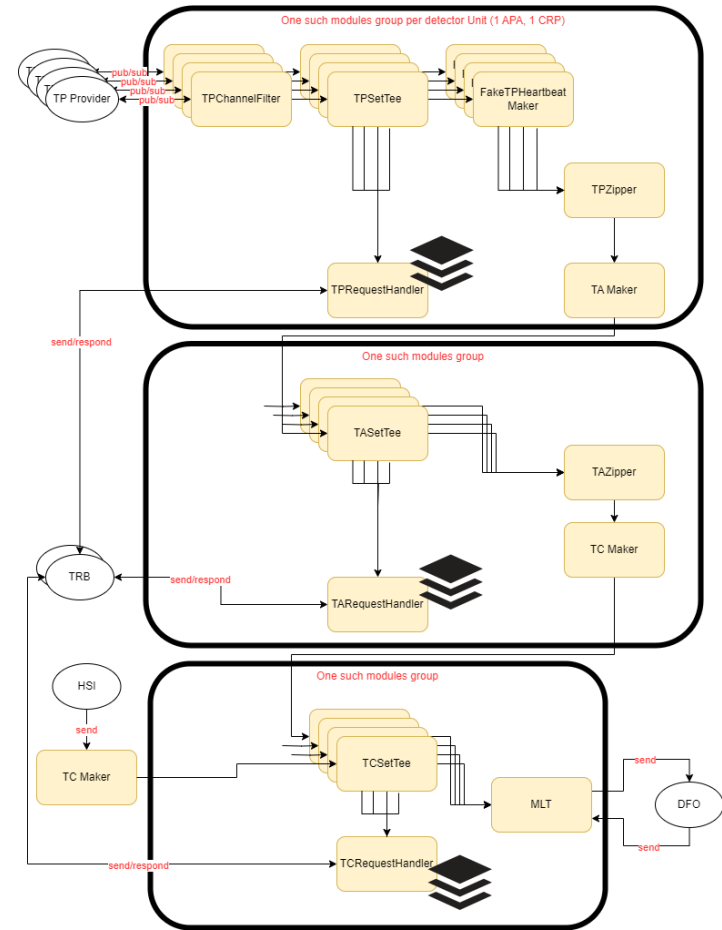 One such modules group per detector Unit (1 APA, 1 CRP)
TP Provider
pub/sub
pub/sub
pub/sub
pub/sub
TPChannelFilter
TPSetTee
FakeTPHeartbeat
Maker
TPZipper
TPRequestHandler
TA Maker
send/respond
One such modules group
TASetTee
TAZipper
TC Maker
TRB
send/respond
TARequestHandler
One such modules group
HSI
send
TC Maker
TCSetTee
MLT
send
DFO
send
TCRequestHandler
send/respond